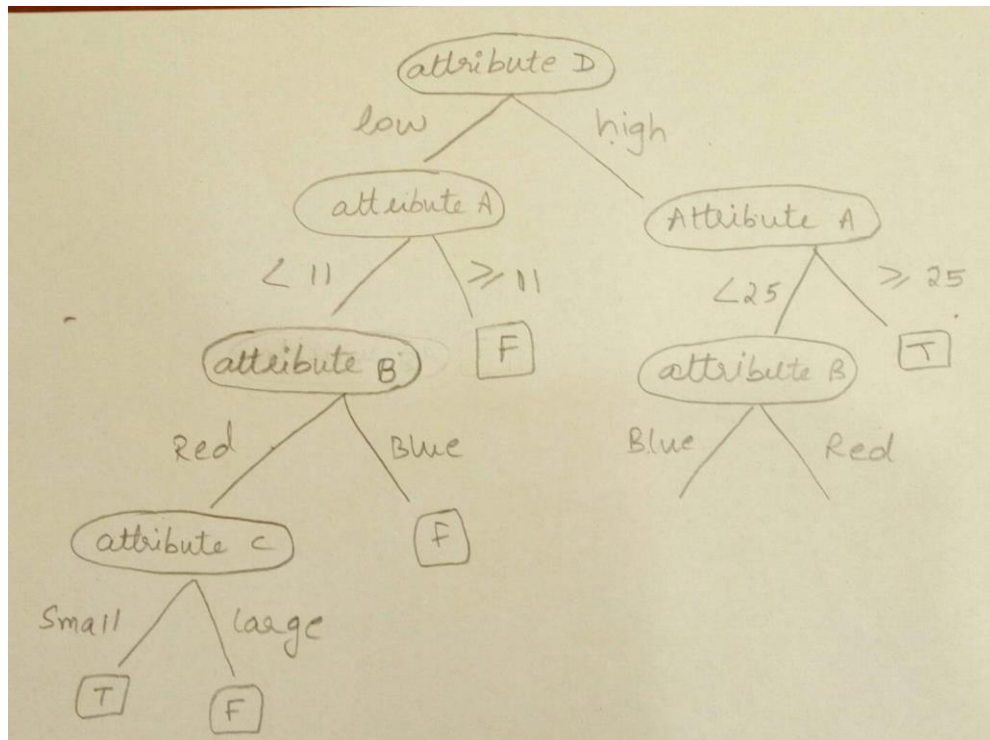 attribute D
low high
attribute A Attribute A
< 11 ≥ 11 <25 ≥ 25
attribute B F attribute B T
Red Blue Blue Red
attribute C F
Small large
T F